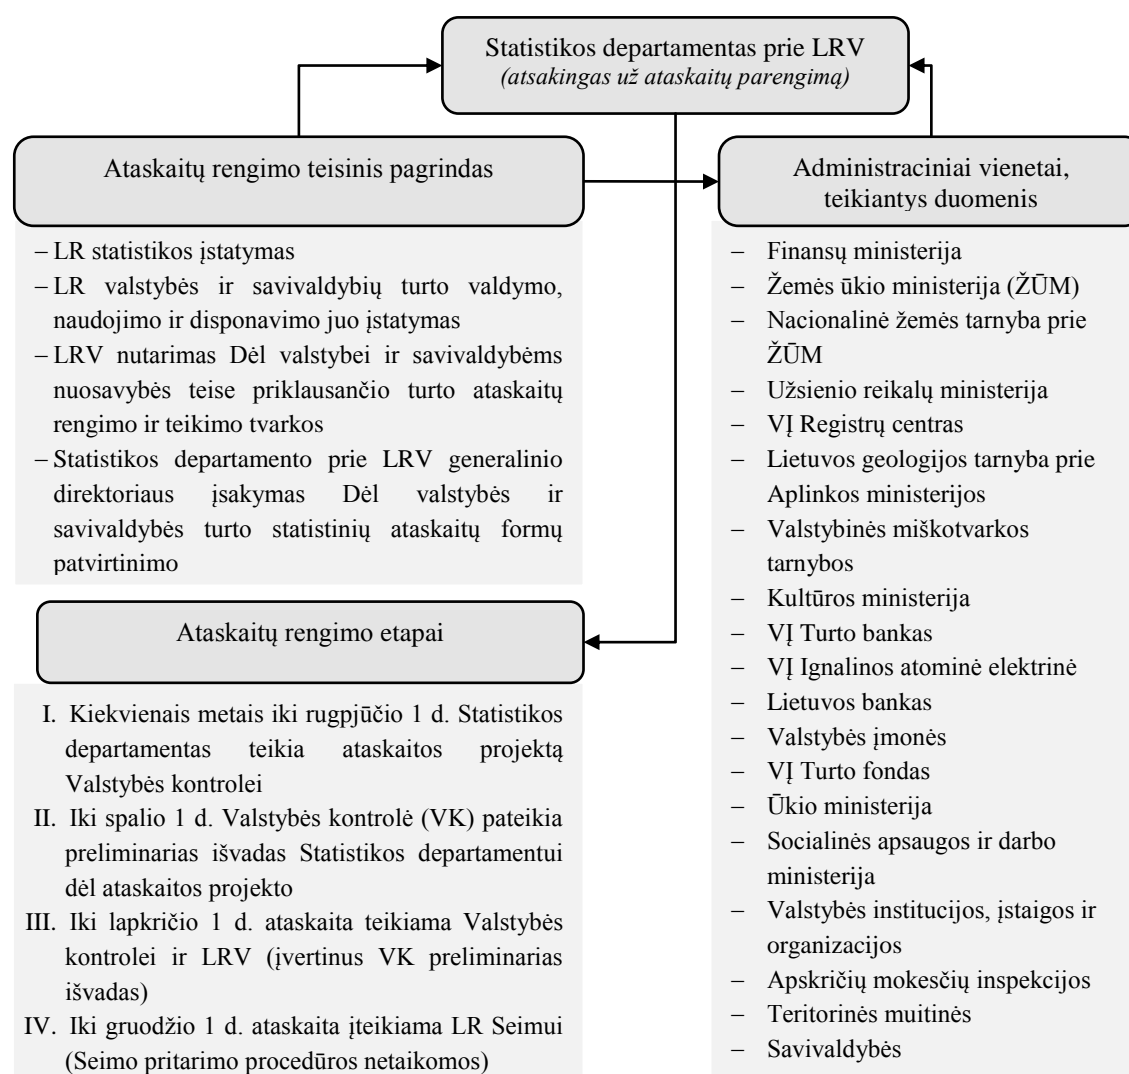 Statistikos departamentas prie LRV
(atsakingas už ataskaitų parengimą)
Ataskaitų rengimo teisinis pagrindas
– LR statistikos įstatymas
– LR valstybės ir savivaldybių turto valdymo,
naudojimo ir disponavimo juo įstatymas
– LRV nutarimas Dėl valstybei ir savivaldybėms
nuosavybės teise priklausančio turto ataskaitų
rengimo ir teikimo tvarkos
– Statistikos departamento prie LRV generalinio
direktoriaus įsakymas Dėl valstybės ir
savivaldybės turto statistinių ataskaitų formų
patvirtinimo
Ataskaitų rengimo etapai
I. Kiekvienais metais iki rugpjūčio 1 d. Statistikos
departamentas teikia ataskaitos projektą
Valstybės kontrolei
II. Iki spalio 1 d. Valstybės kontrolė (VK) pateikia
preliminarias išvadas Statistikos departamentui
dėl ataskaitos projekto
III. Iki lapkričio 1 d. ataskaita teikiama Valstybės
kontrolei ir LRV (įvertinus VK preliminarias
išvadas)
IV. Iki gruodžio 1 d. ataskaita įteikiama LR Seimui
(Seimo pritarimo procedūros netaikomos)
Administraciniai vienetai,
teikiantys duomenis
– Finansų ministerija
– Žemės ūkio ministerija (ŽŪM)
– Nacionalinė žemės tarnyba prie
ŽŪM
– Užsienio reikalų ministerija
– VĮ Registrų centras
– Lietuvos geologijos tarnyba prie
Aplinkos ministerijos
– Valstybinės miškotvarkos
tarnybos
– Kultūros ministerija
– VĮ Turto bankas
– VĮ Ignalinos atominė elektrinė
– Lietuvos bankas
– Valstybės įmonės
– VĮ Turto fondas
– Ūkio ministerija
– Socialinės apsaugos ir darbo
ministerija
– Valstybės institucijos, įstaigos ir
organizacijos
– Apskričių mokesčių inspekcijos
– Teritorinės muitinės
– Savivaldybės